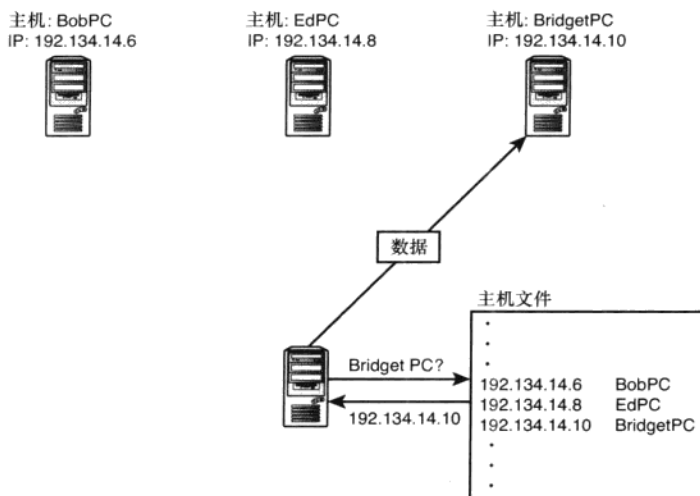 主机: BobPC
IP: 192.134.14.6
主机: EdPC
IP: 192.134.14.8
主机: BridgetPC
IP: 192.134.14.10
数据
主机文件
Bridget PC?
192.134.14.10
192.134.14.6 BobPC
192.134.14.8 EdPC
192.134.14.10 BridgetPC